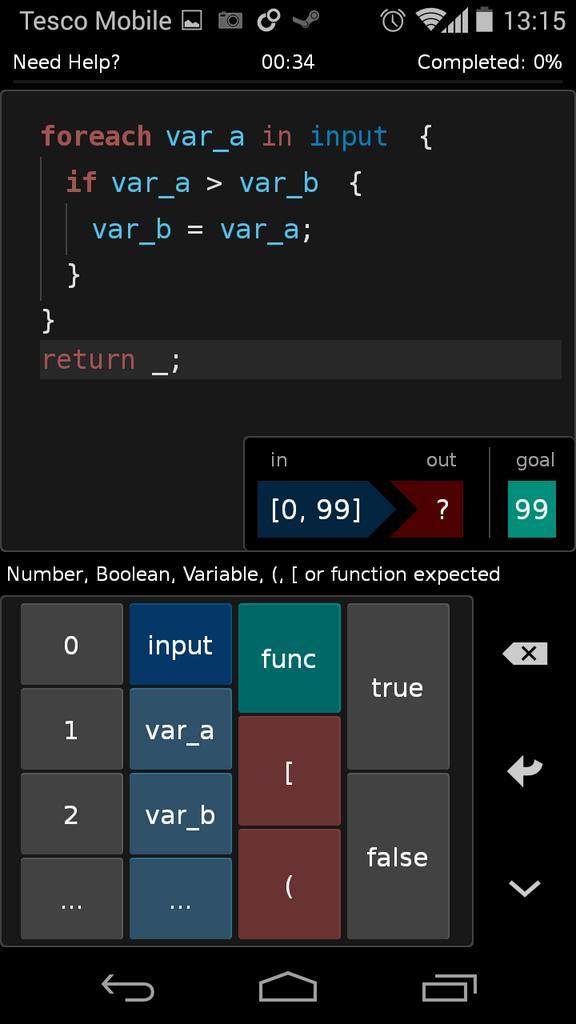 Tesco Mobile 13:15
Need Help? 00:34 Completed: 0%
foreach var_a in input {
if var_a > var_b {
var_b = var_a;
}
}
return _;
in out goal
[0, 99] ? 99
Number, Boolean, Variable, (, [ or function expected
0 input func true
1 var_a [
2 var_b false
... ... (